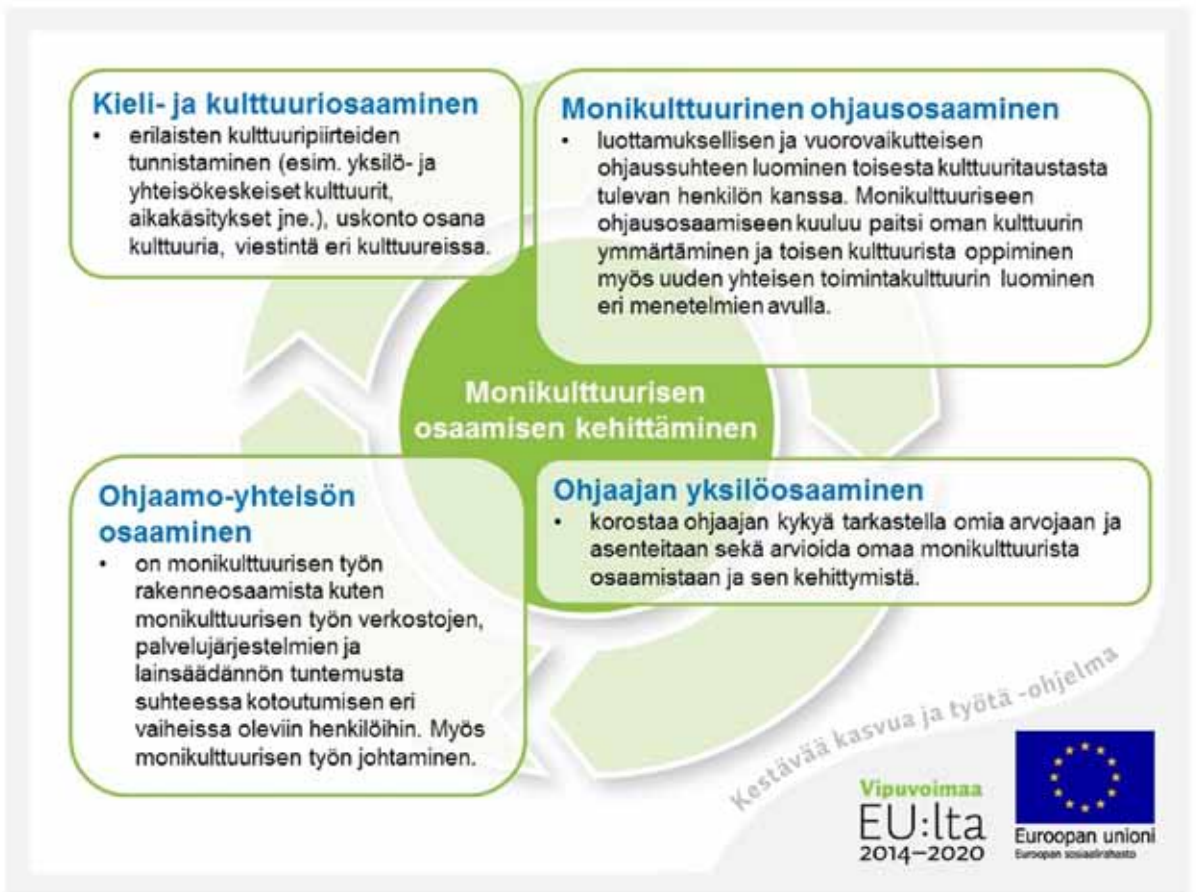 Kieli- ja kulttuuriosaaminen
• erilaisten kulttuuripiirteiden
tunnistaminen (esim. yksilö- ja
yhteisökeskeiset kulttuurit,
aikakäsitykset jne.), uskonto osana
kulttuuria, viestintä eri kulttuureissa.
Monikulttuurinen ohjausosaaminen
• luottamuksellisen ja vuorovaikutteisen
ohjaussuhteen luominen toisesta kulttuuritaustasta
tulevan henkilön kanssa. Monikulttuuriseen
ohjausosaamiseen kuuluu paitsi oman kulttuurin
ymmärtäminen ja toisen kulttuurista oppiminen
myös uuden yhteisen toimintakulttuurin luominen
eri menetelmien avulla.
Monikulttuurisen
osaamisen kehittäminen
Ohjaamo-yhteisön
osaaminen
• on monikulttuurisen työn
rakenneosaamista kuten
monikulttuurisen työn verkostojen,
palvelujärjestelmien ja
lainsäädännön tuntemusta
suhteessa kotoutumisen eri
vaiheissa oleviin henkilöihin. Myös
monikulttuurisen työn johtaminen.
Ohjaajan yksilöosaaminen
• korostaa ohjaajan kykyä tarkastella omia arvojaan ja
asenteitaan sekä arvioida omaa monikulttuurista
osaamistaan ja sen kehittymistä.
Kestävää kasvua ja työtä -ohjelma
Vipuvoimaa
EU:lta
2014–2020
Euroopan unioni
Euroopan sosiaalirahasto